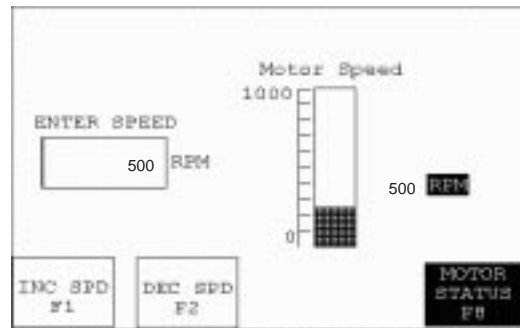 Motor Speed
1000
ENTER SPEED
500 RPM
500 RPM
0
INC SPD
F1
DEC SPD
F2
MOTOR
STATUS
F8